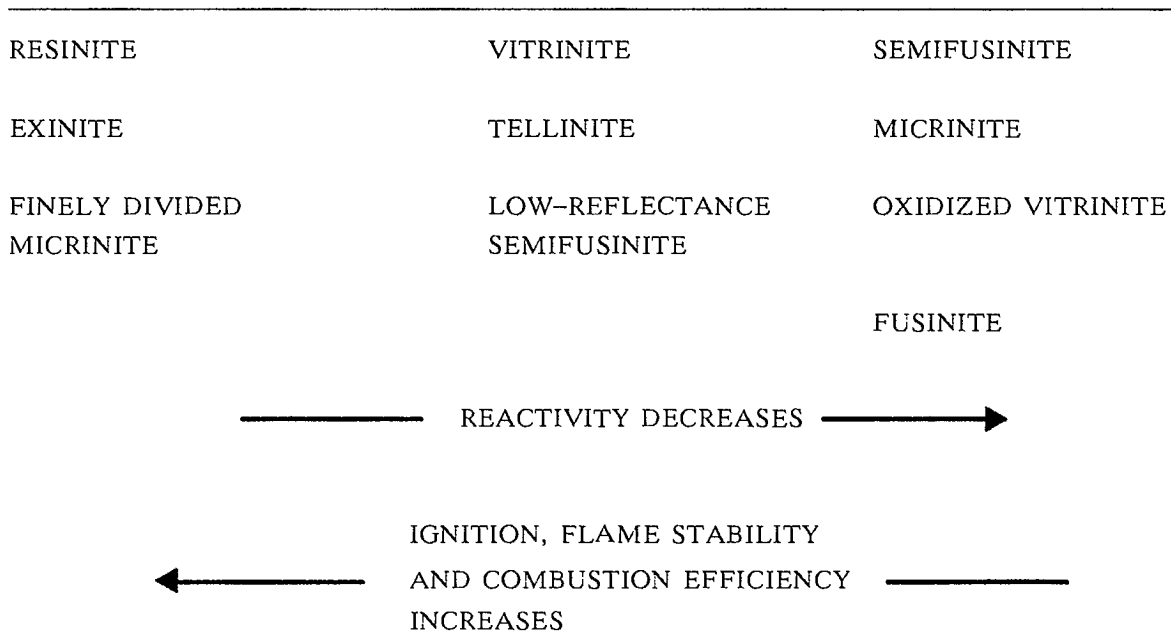 RESINITE VITRINITE SEMIFUSINITE
EXINITE TELLINITE MICRINITE
FINELY DIVIDED LOW-REFLECTANCE OXIDIZED VITRINITE
MICRINITE SEMIFUSINITE
FUSINITE
REACTIVITY DECREASES
IGNITION, FLAME STABILITY
AND COMBUSTION EFFICIENCY
INCREASES